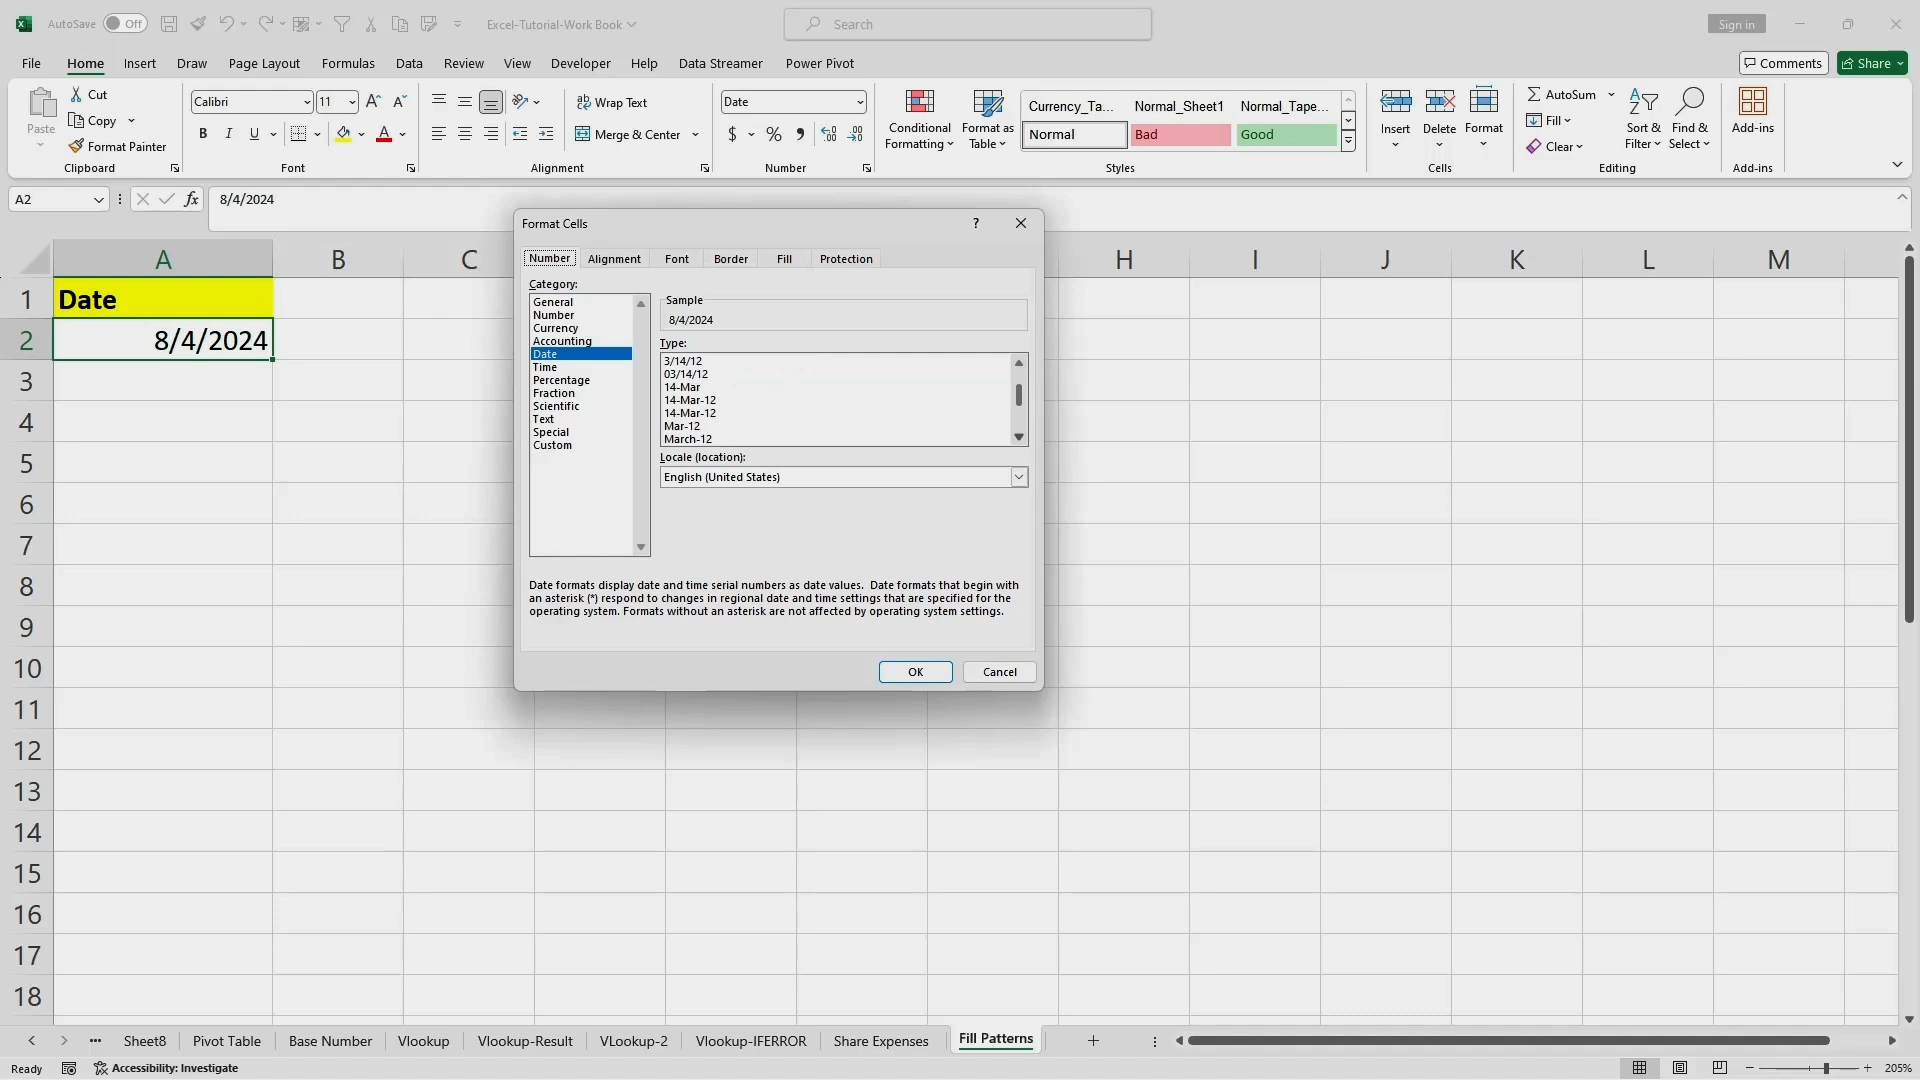 AutoSave Off Excel-Tutorial-Work Book Search Sign in
File Home Insert Draw Page Layout Formulas Data Review View Developer Help Data Streamer Power Pivot Comments Share
Paste
Cut
Copy
Format Painter
Clipboard
Calibri 11
B I U
Font
Wrap Text
Merge & Center
Alignment
Date
$ % ,
Number
Conditional
Formatting
Format as
Table
Currency_Ta... Normal_Sheet1 Normal_Tape...
Normal Bad Good
Styles
Insert Delete Format
Cells
AutoSum
Fill
Clear
Sort &
Filter
Find &
Select
Editing
Add-ins
Add-ins
A2 fx 8/4/2024
A B C H I J K L M
1 Date
2 8/4/2024
3
4
5
6
7
8
9
10
11
12
13
14
15
16
17
18
Format Cells ?
Number Alignment Font Border Fill Protection
Category:
General
Number
Currency
Accounting
Date
Time
Percentage
Fraction
Scientific
Text
Special
Custom
Sample
8/4/2024
Type:
3/14/12
03/14/12
14-Mar
14-Mar-12
14-Mar-12
Mar-12
March-12
Locale (location):
English (United States)
Date formats display date and time serial numbers as date values. Date formats that begin with
an asterisk (*) respond to changes in regional date and time settings that are specified for the
operating system. Formats without an asterisk are not affected by operating system settings.
OK Cancel
... Sheet8 Pivot Table Base Number Vlookup Vlookup-Result VLookup-2 Vlookup-IFERROR Share Expenses Fill Patterns
Ready Accessibility: Investigate 205%